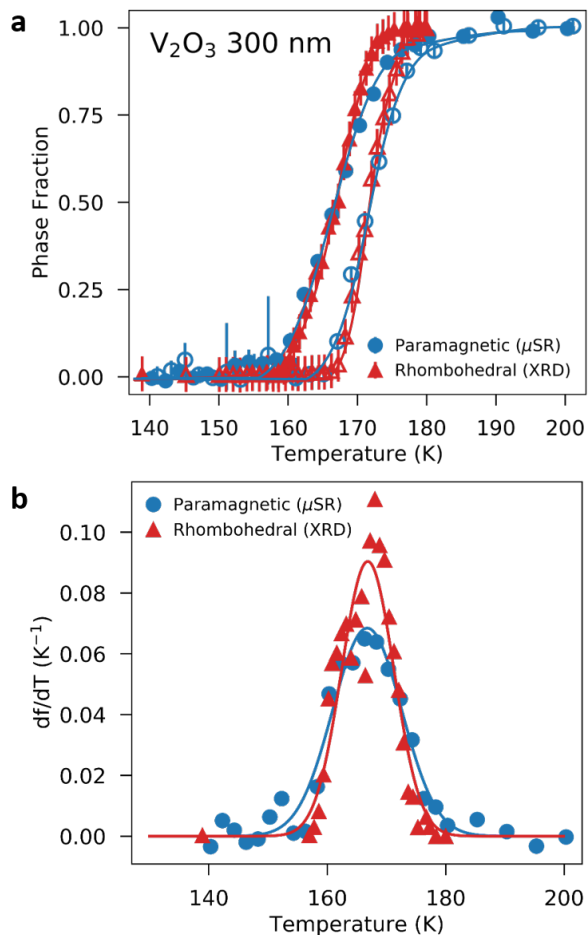 a
V₂O₃ 300 nm
1.00
0.75
0.50
0.25
0.00
Phase Fraction
Paramagnetic (μSR)
Rhombohedral (XRD)
140 150 160 170 180 190 200
Temperature (K)
b
Paramagnetic (μSR)
Rhombohedral (XRD)
0.10
0.08
0.06
0.04
0.02
0.00
df/dT (K⁻¹)
140 160 180 200
Temperature (K)